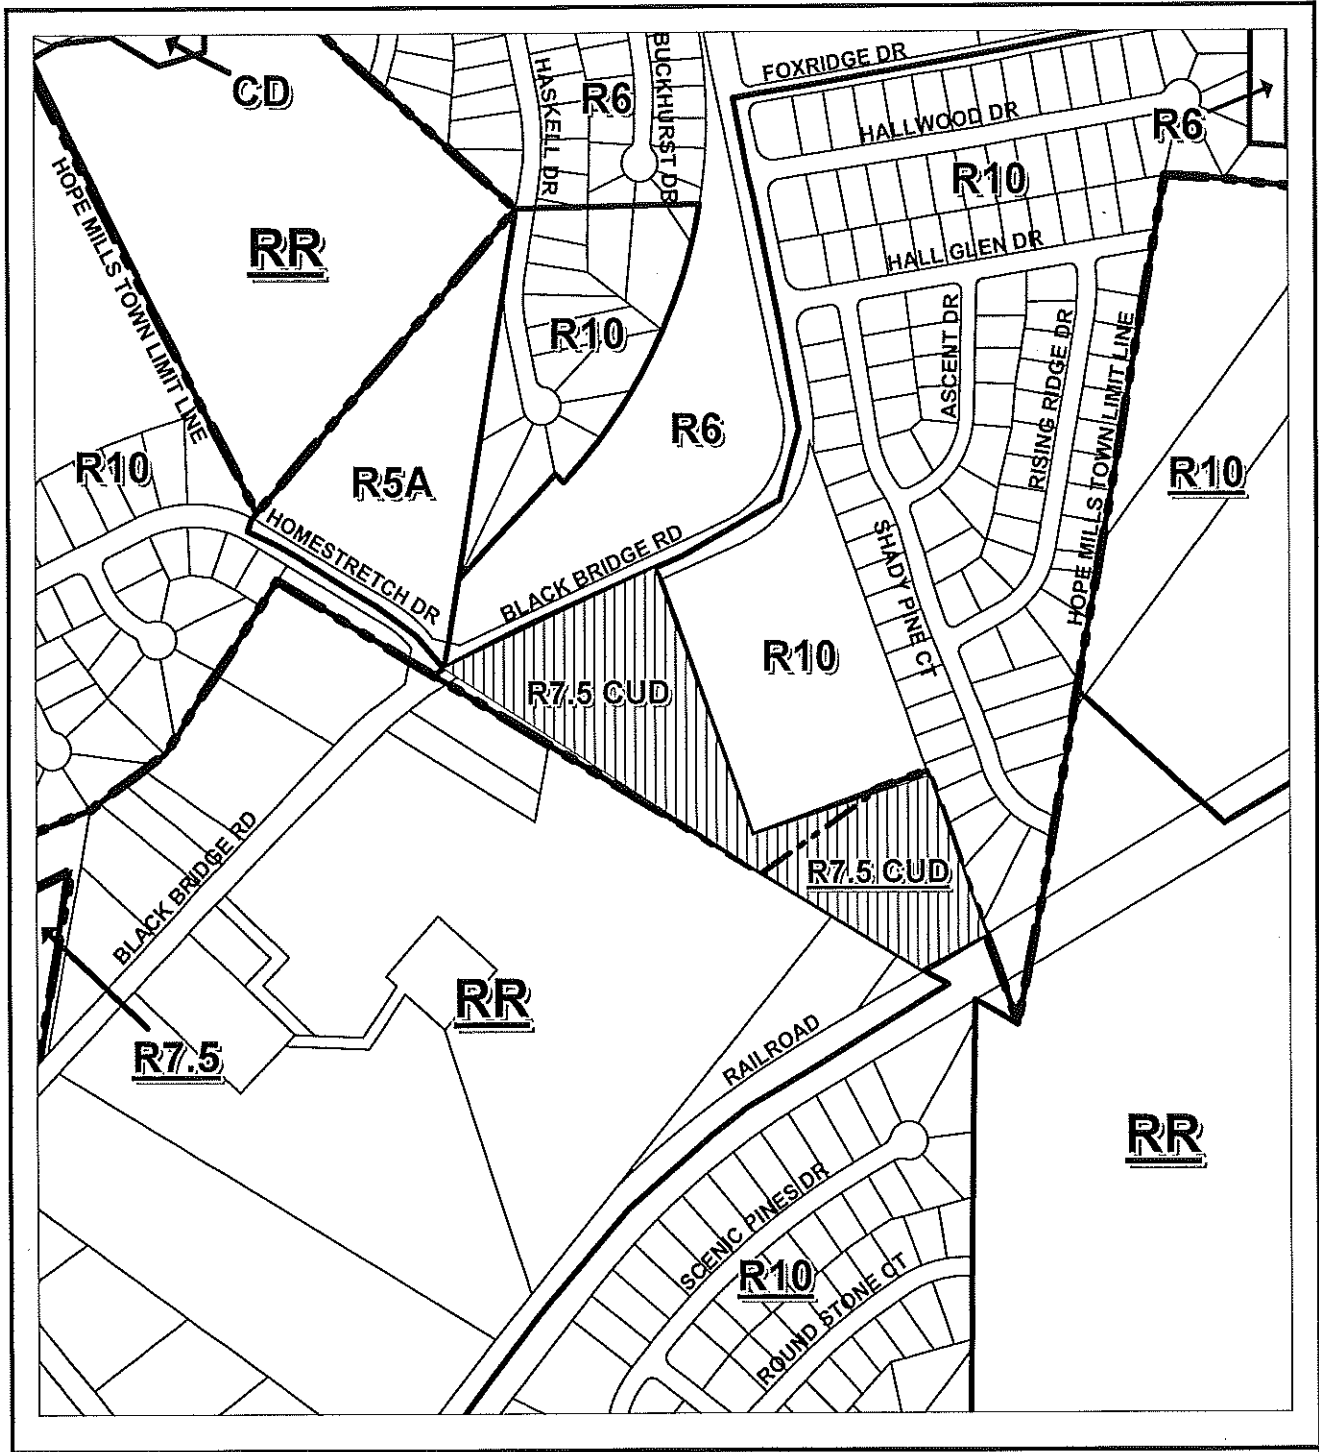 FOXRIDGE DR
BUCKHURST DR
HASKELL DR
CD
R6
HALLWOOD DR
R6
R10
HOPE MILLS TOWN LIMIT LINE
RR
HALL GLEN DR
R10
ASCENT DR
RISING RIDGE DR
HOPE MILLS TOWN LIMIT LINE
R6
R10
R5A
R10
HOMESTRETCH DR
BLACK BRIDGE RD
SHADY PINE CT
R10
R7.5 CUD
BLACK BRIDGE RD
R7.5 CUD
RR
R7.5
RAILROAD
RR
SCENIC PINES DR
R10
ROUND STONE CT